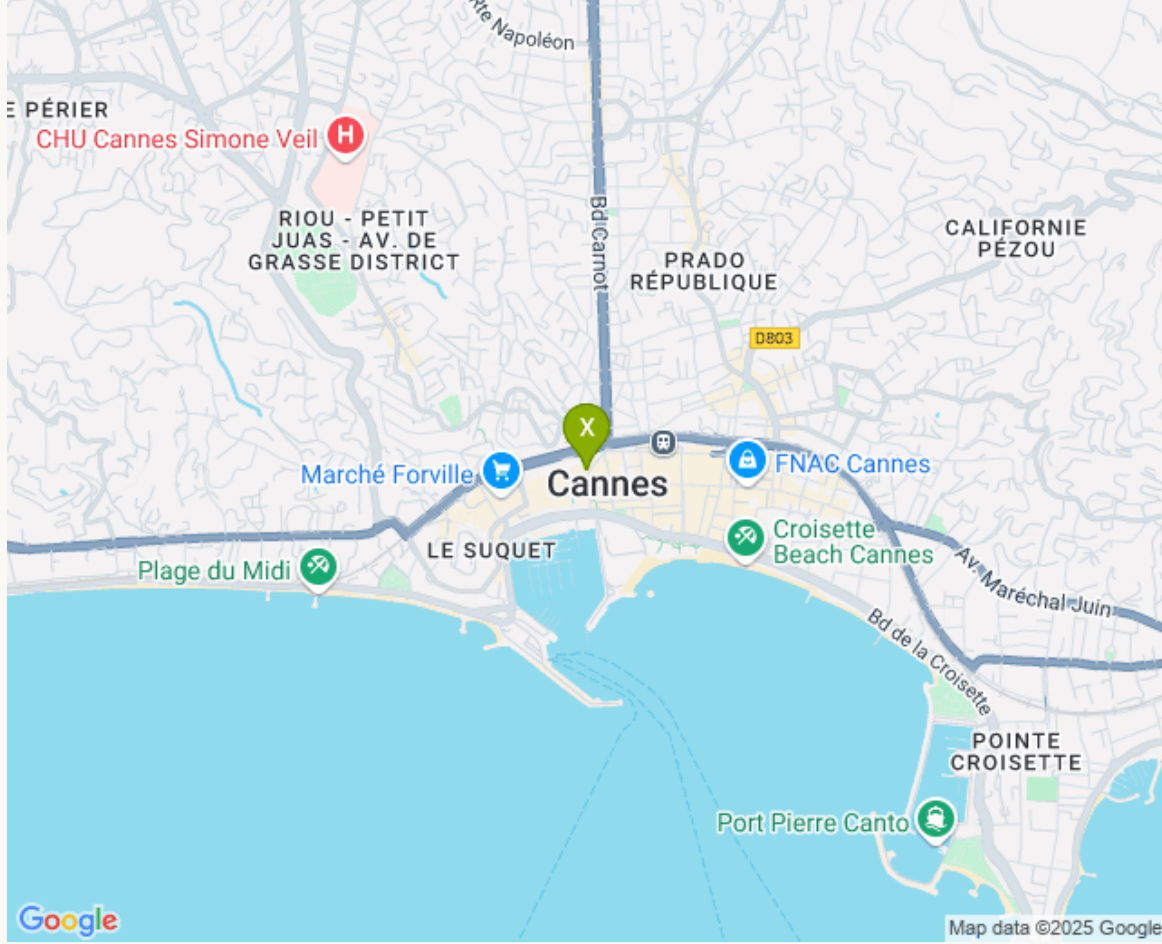 Rte Napoléon
E PÉRIER
CHU Cannes Simone Veil
H
Bd Carnot
RIOU - PETIT
JUAS - AV. DE
GRASSE DISTRICT
CALIFORNIE
PÉZOU
PRADO
RÉPUBLIQUE
D803
X
Marché Forville
Cannes
FNAC Cannes
LE SUQUET
Croisette
Beach Cannes
Plage du Midi
Av. Maréchal Juin
Bd de la Croisette
POINTE
CROISETTE
Port Pierre Canto
Google
Map data ©2025 Google